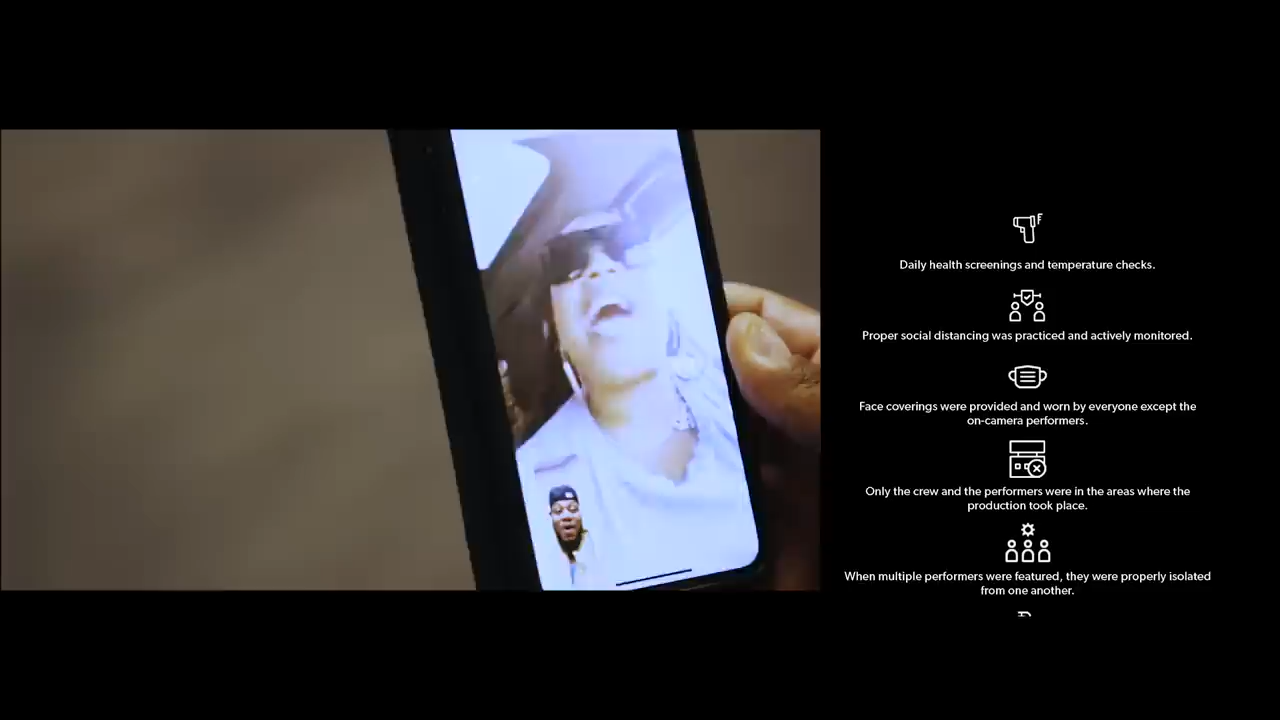 Daily health screenings and temperature checks.
Proper social distancing was practiced and actively monitored.
Face coverings were provided and worn by everyone except the
on-camera performers.
Only the crew and the performers were in the areas where the
production took place.
When multiple performers were featured, they were properly isolated
from one another.